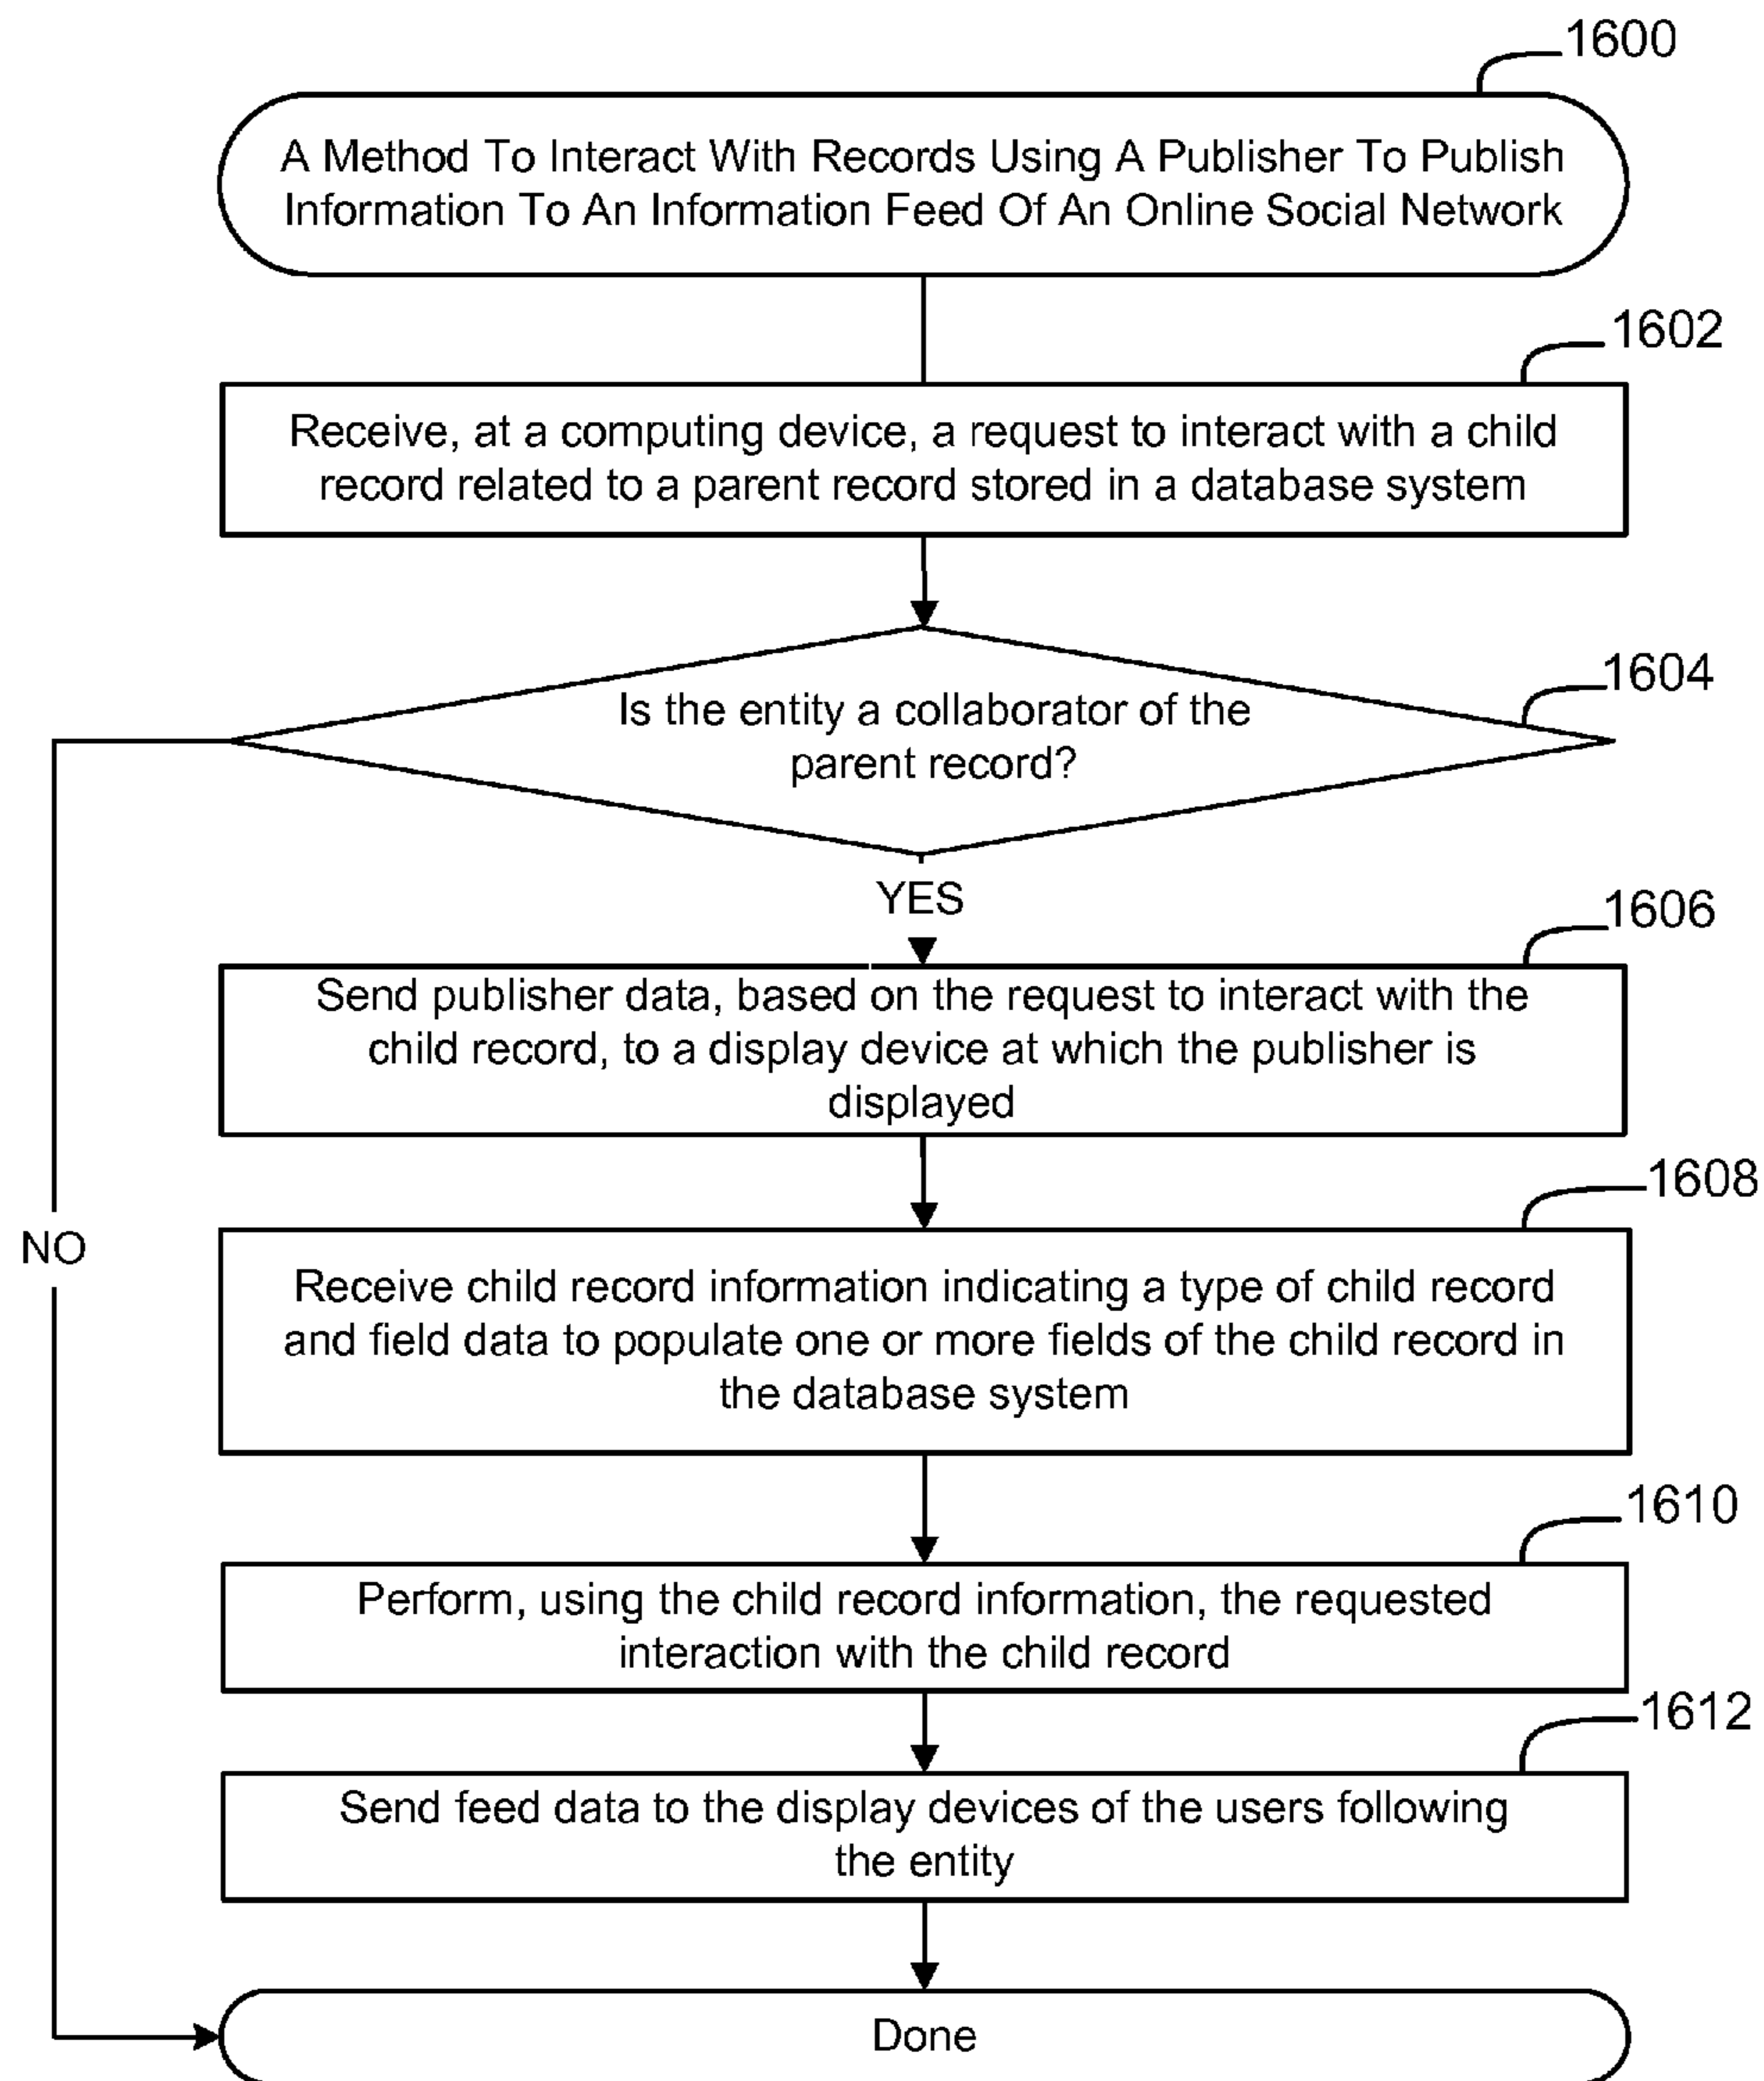 1600
A Method To Interact With Records Using A Publisher To Publish
Information To An Information Feed Of An Online Social Network
1602
Receive, at a computing device, a request to interact with a child
record related to a parent record stored in a database system
1604
Is the entity a collaborator of the
parent record?
YES
1606
Send publisher data, based on the request to interact with the
child record, to a display device at which the publisher is
displayed
1608
NO
Receive child record information indicating a type of child record
and field data to populate one or more fields of the child record in
the database system
1610
Perform, using the child record information, the requested
interaction with the child record
1612
Send feed data to the display devices of the users following
the entity
Done